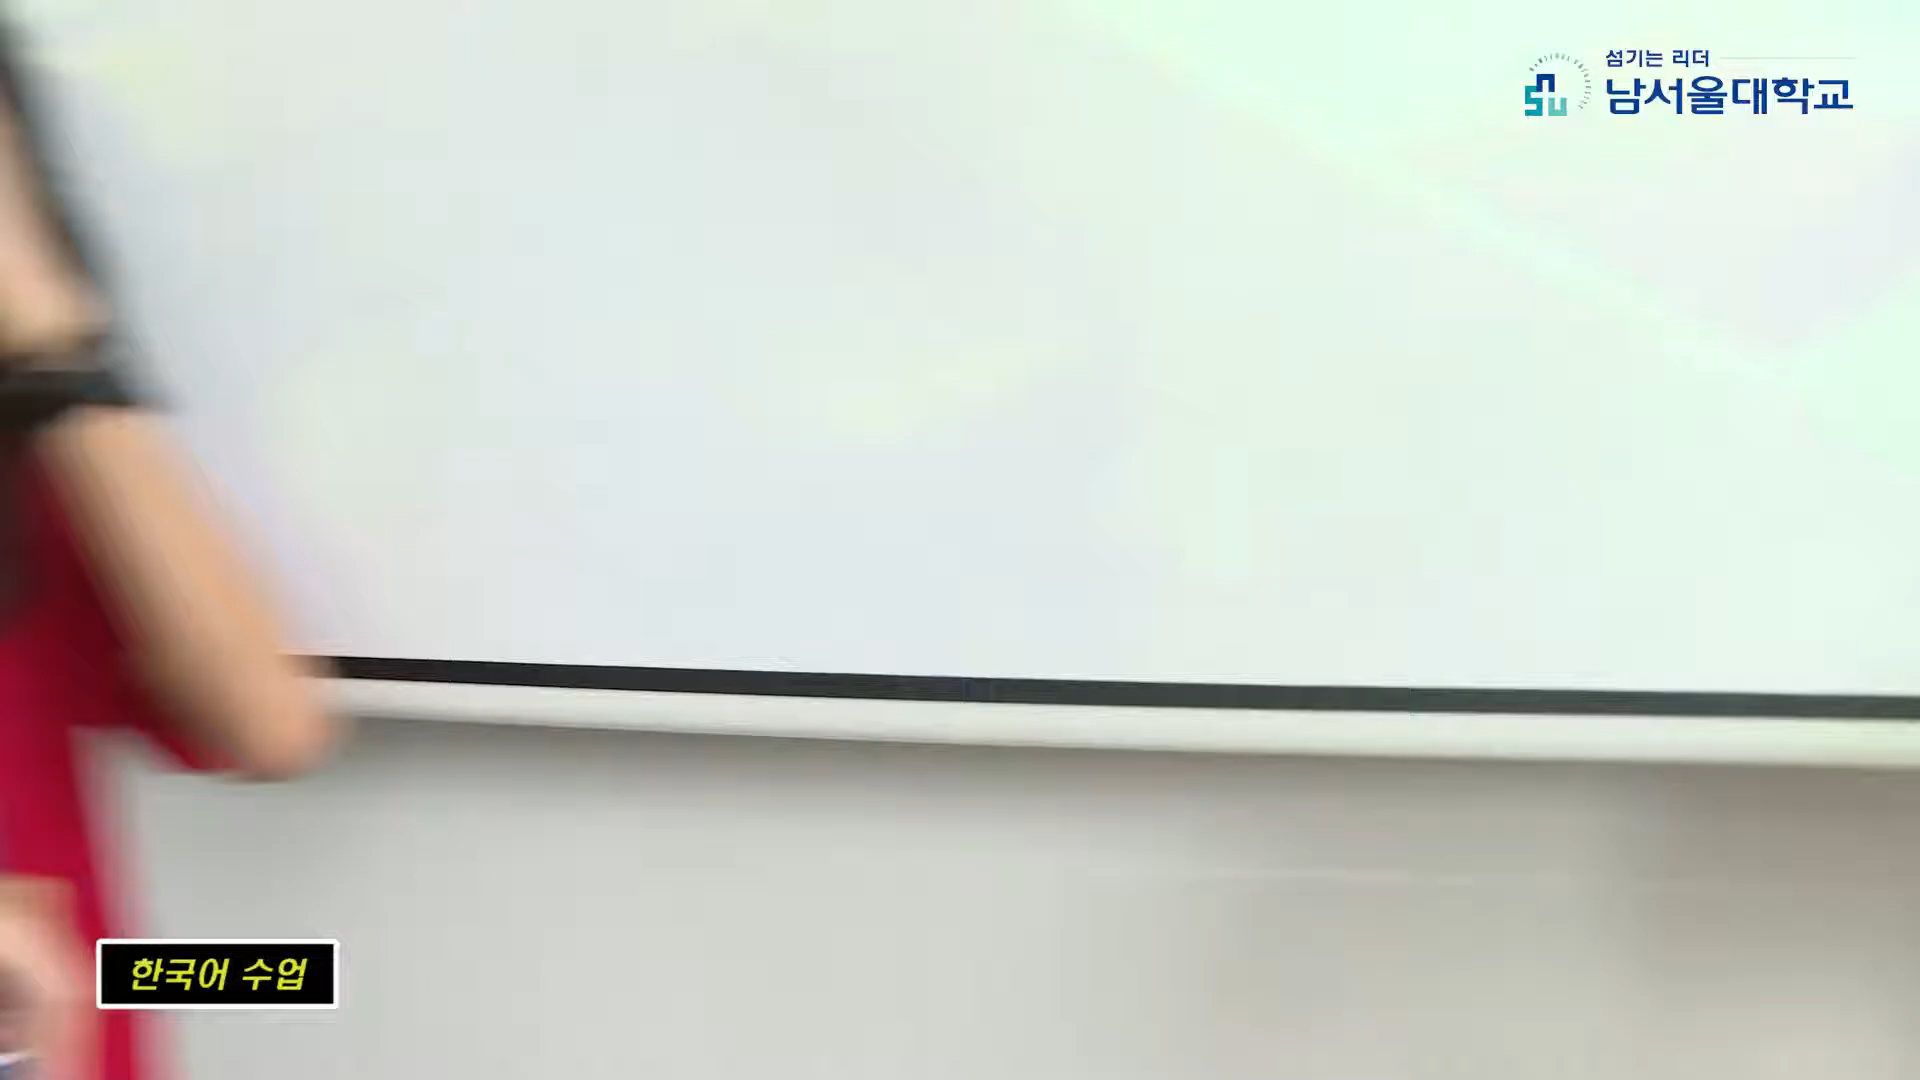 섬기는 리더
남서울대학교
한국어 수업